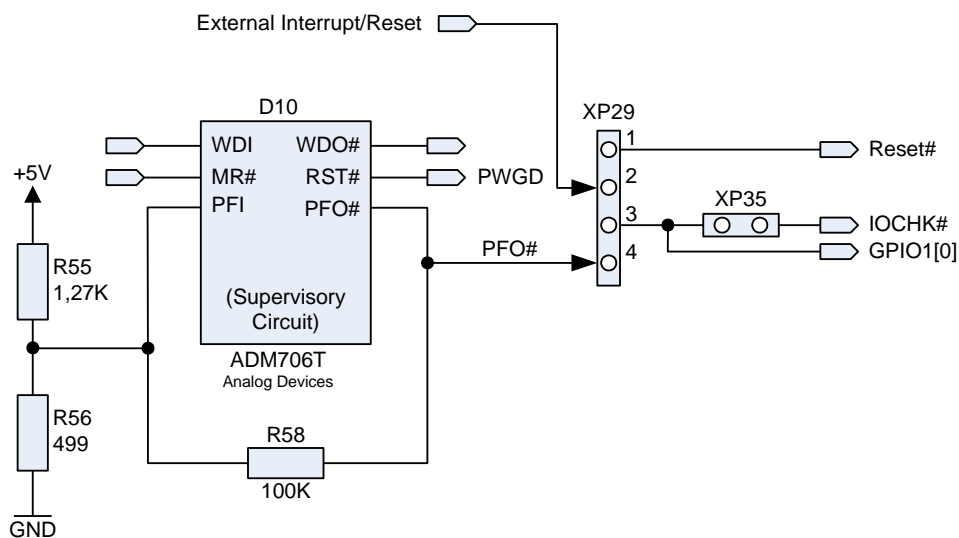 External Interrupt/Reset
D10
XP29
WDI
WDO#
1
Reset#
+5V
MR#
RST#
PWGD
2
XP35
PFI
PFO#
3
IOCHK#
PFO#
4
GPIO1[0]
R55
1,27K
(Supervisory
Circuit)
ADM706T
Analog Devices
R56
499
R58
100K
GND